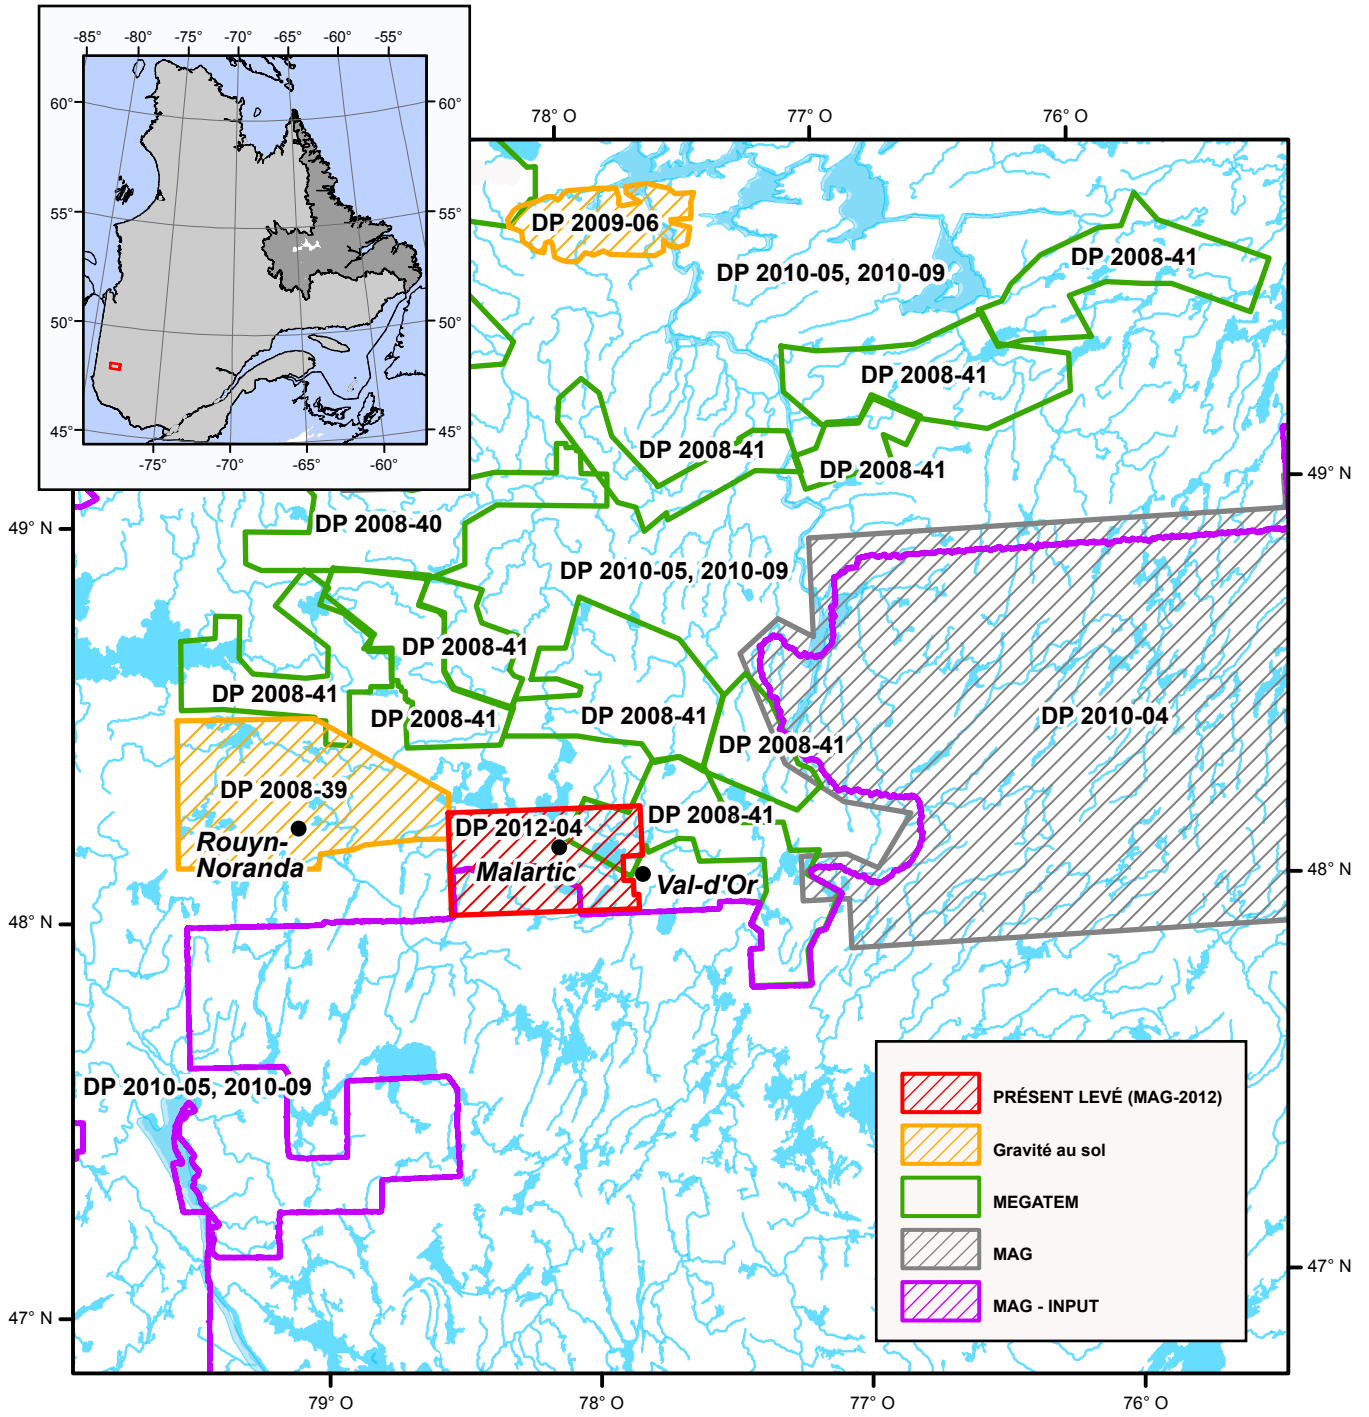 -85° -80° -75° -70° -65° -60° -55°
60° 60°
55° 55°
50° 50°
45° 45°
-75° -70° -65° -60°
78° O 77° O 76° O
DP 2009-06
DP 2010-05, 2010-09
DP 2008-41
DP 2008-41
DP 2008-41
DP 2008-41
49° N
DP 2008-40
49° N
DP 2010-05, 2010-09
DP 2008-41
DP 2008-41
DP 2008-41
DP 2008-41
DP 2010-04
DP 2008-41
DP 2008-39
DP 2008-41
DP 2012-04
Rouyn-
Noranda
Malartic
Val-d'Or
48° N
48° N
DP 2010-05, 2010-09
PRÉSENT LEVÉ (MAG-2012)
Gravité au sol
MEGATEM
MAG
MAG - INPUT
47° N
47° N
79° O 78° O 77° O 76° O